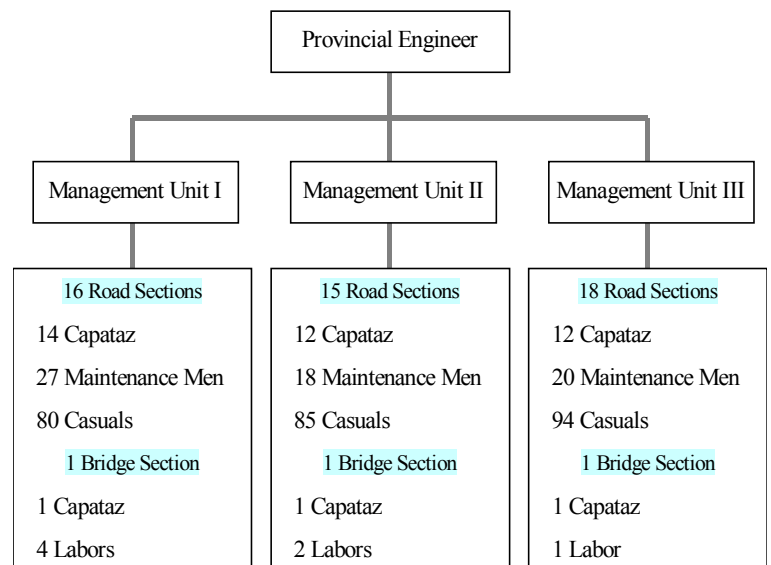 Provincial Engineer
Management Unit I
Management Unit II
Management Unit III
16 Road Sections
14 Capataz
27 Maintenance Men
80 Casuals
1 Bridge Section
1 Capataz
4 Labors
15 Road Sections
12 Capataz
18 Maintenance Men
85 Casuals
1 Bridge Section
1 Capataz
2 Labors
18 Road Sections
12 Capataz
20 Maintenance Men
94 Casuals
1 Bridge Section
1 Capataz
1 Labor